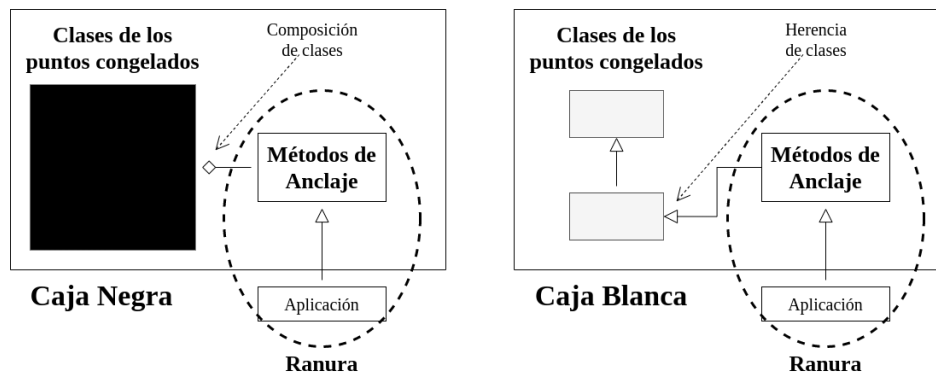 Clases de los
puntos congelados
Composición
de clases
Métodos de
Anclaje
Caja Negra
Aplicación
Ranura
Clases de los
puntos congelados
Herencia
de clases
Métodos de
Anclaje
Caja Blanca
Aplicación
Ranura